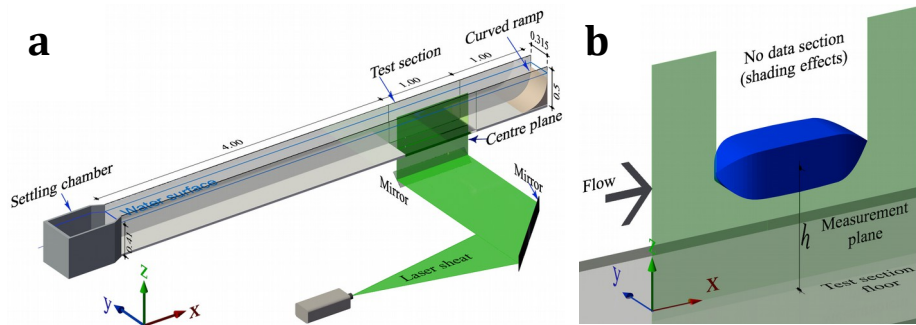 a
Curved ramp
0.315
Test section
1.00
1.00
0.5
4.00
Centre plane
Settling chamber
Water surface
Mirror
Mirror
0.41
Laser sheat
z
y
x
b
No data section
(shading effects)
Flow
Measurement
plane
h
Test section
floor
z
y
x